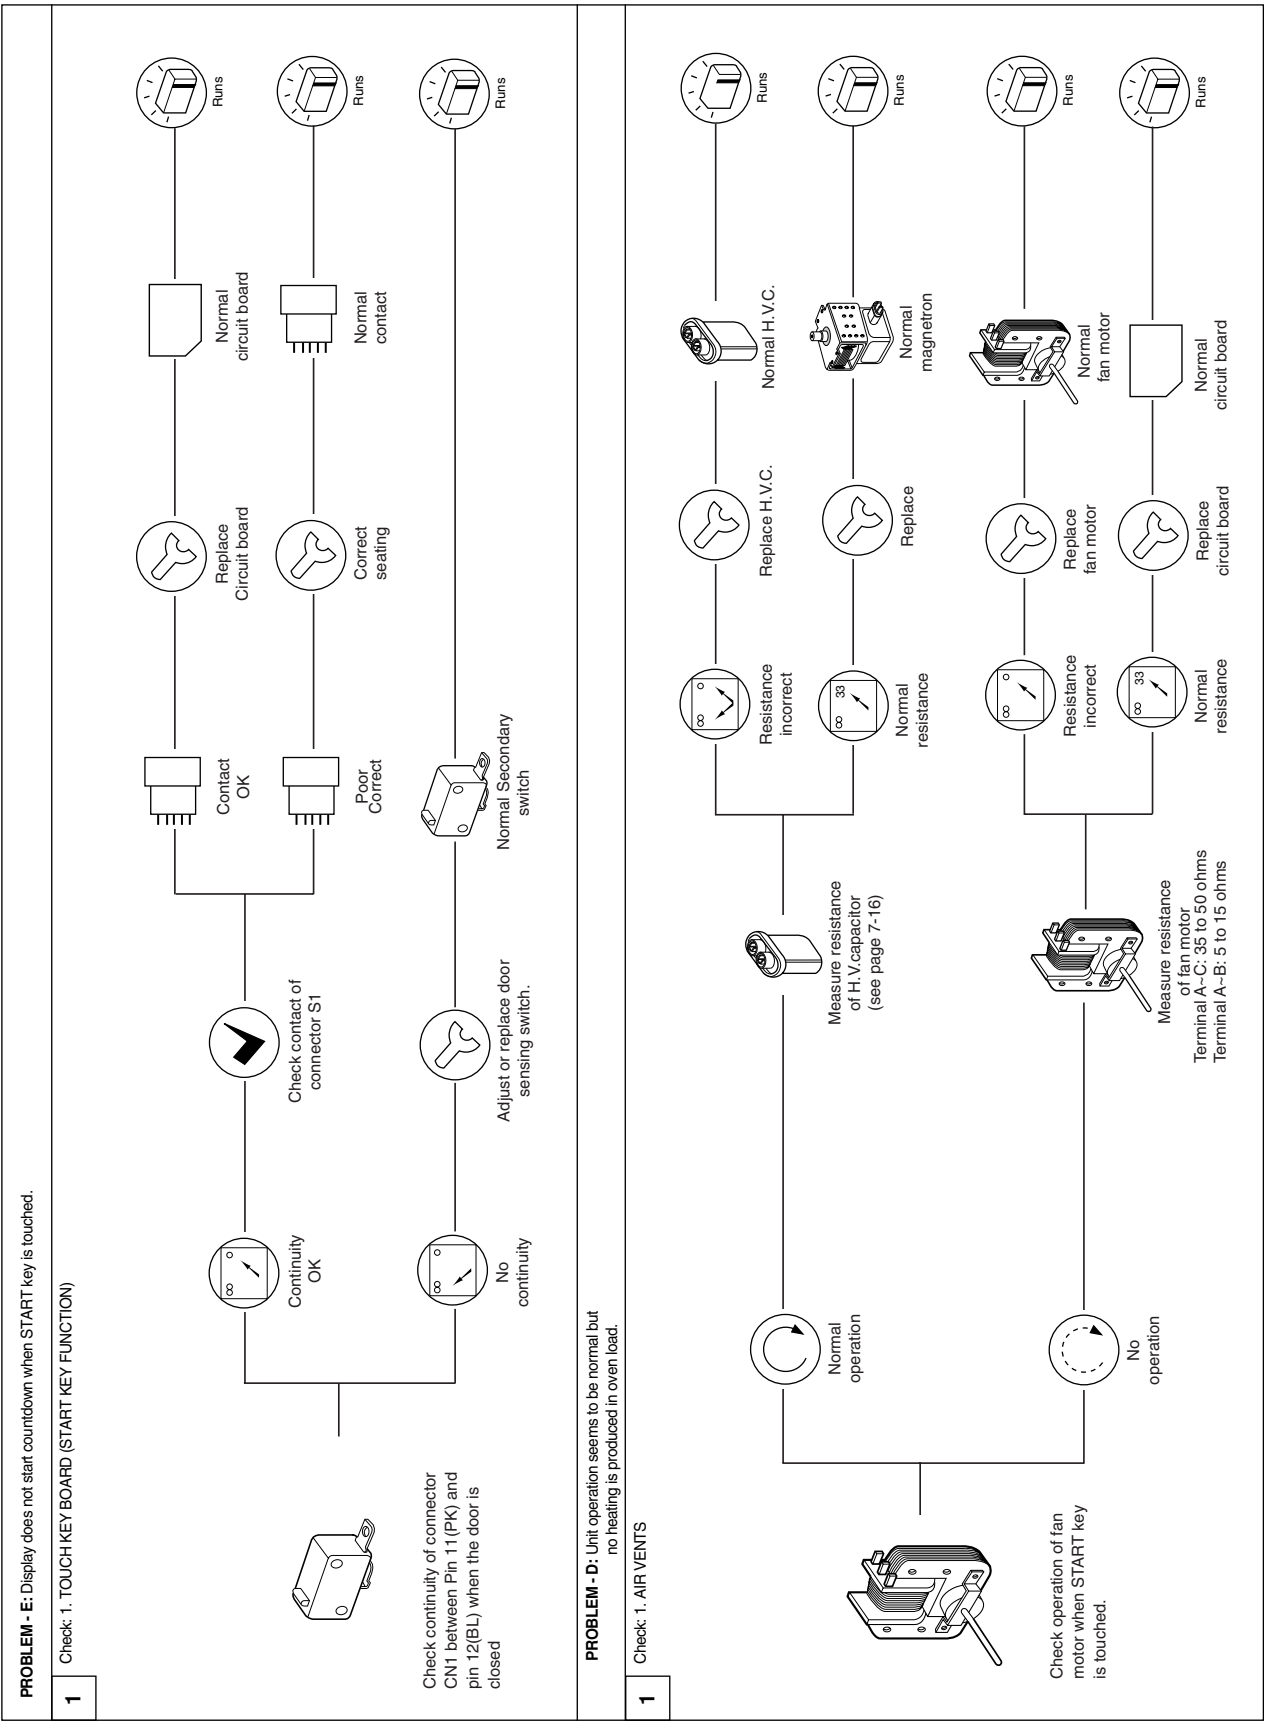 PROBLEM - E: Display does not start countdown when START key is touched.
1
Check: 1. TOUCH KEY BOARD (START KEY FUNCTION)
Check continuity of connector
CN1 between Pin 11(PK) and
pin 12(BL) when the door is
closed
∞ O
Continuity
OK
Check contact of
connector S1
Contact
OK
Replace
Circuit board
Normal
circuit board
Runs
Poor
Correct
Correct
seating
Normal
contact
Runs
∞ O
No
continuity
Adjust or replace door
sensing switch.
Normal Secondary
switch
Runs
PROBLEM - D: Unit operation seems to be normal but
no heating is produced in oven load.
1
Check: 1. AIR VENTS
Check operation of fan
motor when START key
is touched.
Normal
operation
Measure resistance
of H.V.capacitor
(see page 7-16)
∞ O
Resistance
incorrect
Replace H.V.C.
Normal H.V.C.
Runs
∞ 33
Normal
resistance
Replace
Normal
magnetron
Runs
No
operation
Measure resistance
of fan motor
Terminal A~C: 35 to 50 ohms
Terminal A~B: 5 to 15 ohms
∞ O
Resistance
incorrect
Replace
fan motor
Normal
fan motor
Runs
∞ 33
Normal
resistance
Replace
circuit board
Normal
circuit board
Runs